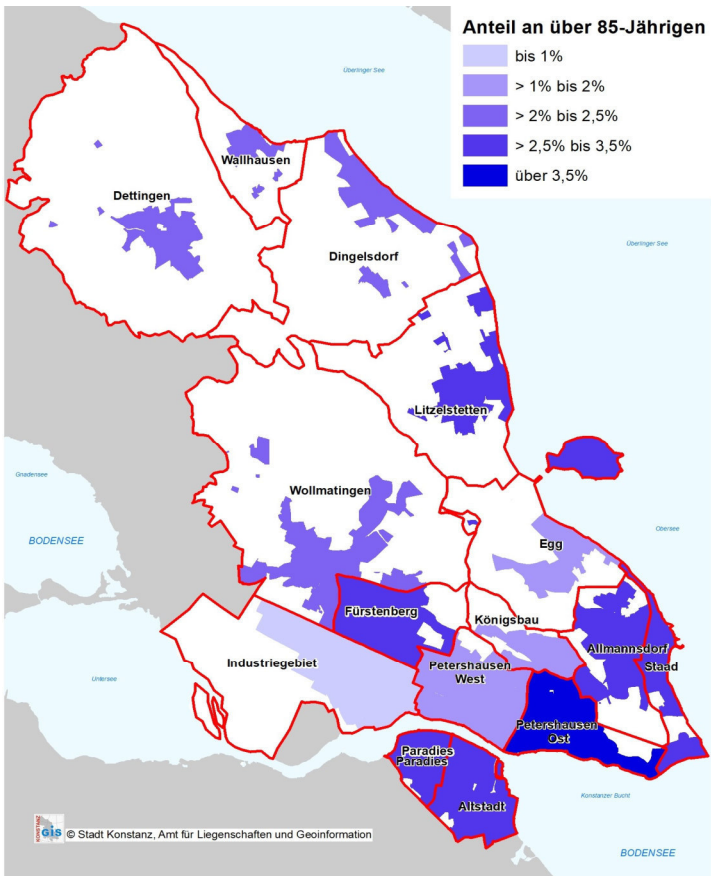 Anteil an über 85-Jährigen
bis 1%
> 1% bis 2%
> 2% bis 2,5%
> 2,5% bis 3,5%
über 3,5%
Überlinger See
Wallhausen
Dettingen
Dingelsdorf
Überlinger See
Litzelstetten
Gnadensee
Wollmatingen
BODENSEE
Obersee
Egg
Fürstenberg
Königsbau
Allmannsdorf
Staad
Industriegebiet
Petershausen
West
Untersee
Petershausen
Ost
Paradies
Paradies
Altstadt
Konstanzer Bucht
KONSTANZ
GIS
© Stadt Konstanz, Amt für Liegenschaften und Geoinformation
BODENSEE